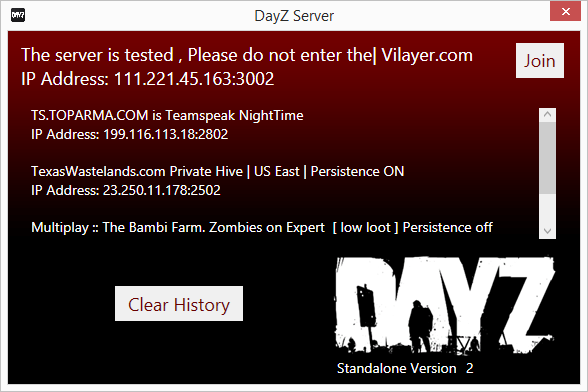 DayZ Server
The server is tested , Please do not enter the| Vilayer.com
IP Address: 111.221.45.163:3002
Join
TS.TOPARMA.COM is Teamspeak NightTime
IP Address: 199.116.113.18:2802
TexasWastelands.com Private Hive | US East | Persistence ON
IP Address: 23.250.11.178:2502
Multiplay :: The Bambi Farm. Zombies on Expert  [ low loot ] Persistence off
Clear History
DAYZ
Standalone Version  2